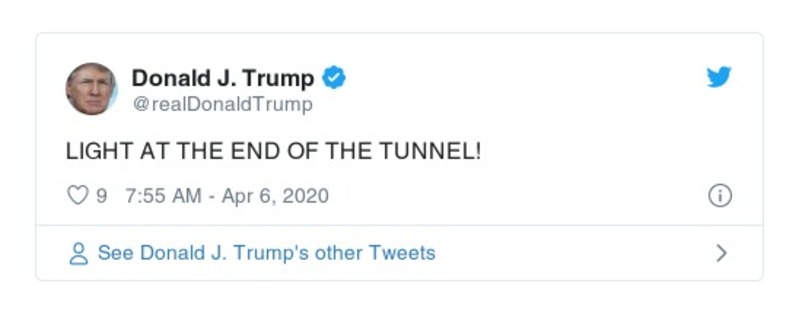 Donald J. Trump
@realDonaldTrump
LIGHT AT THE END OF THE TUNNEL!
9 7:55 AM - Apr 6, 2020
See Donald J. Trump's other Tweets